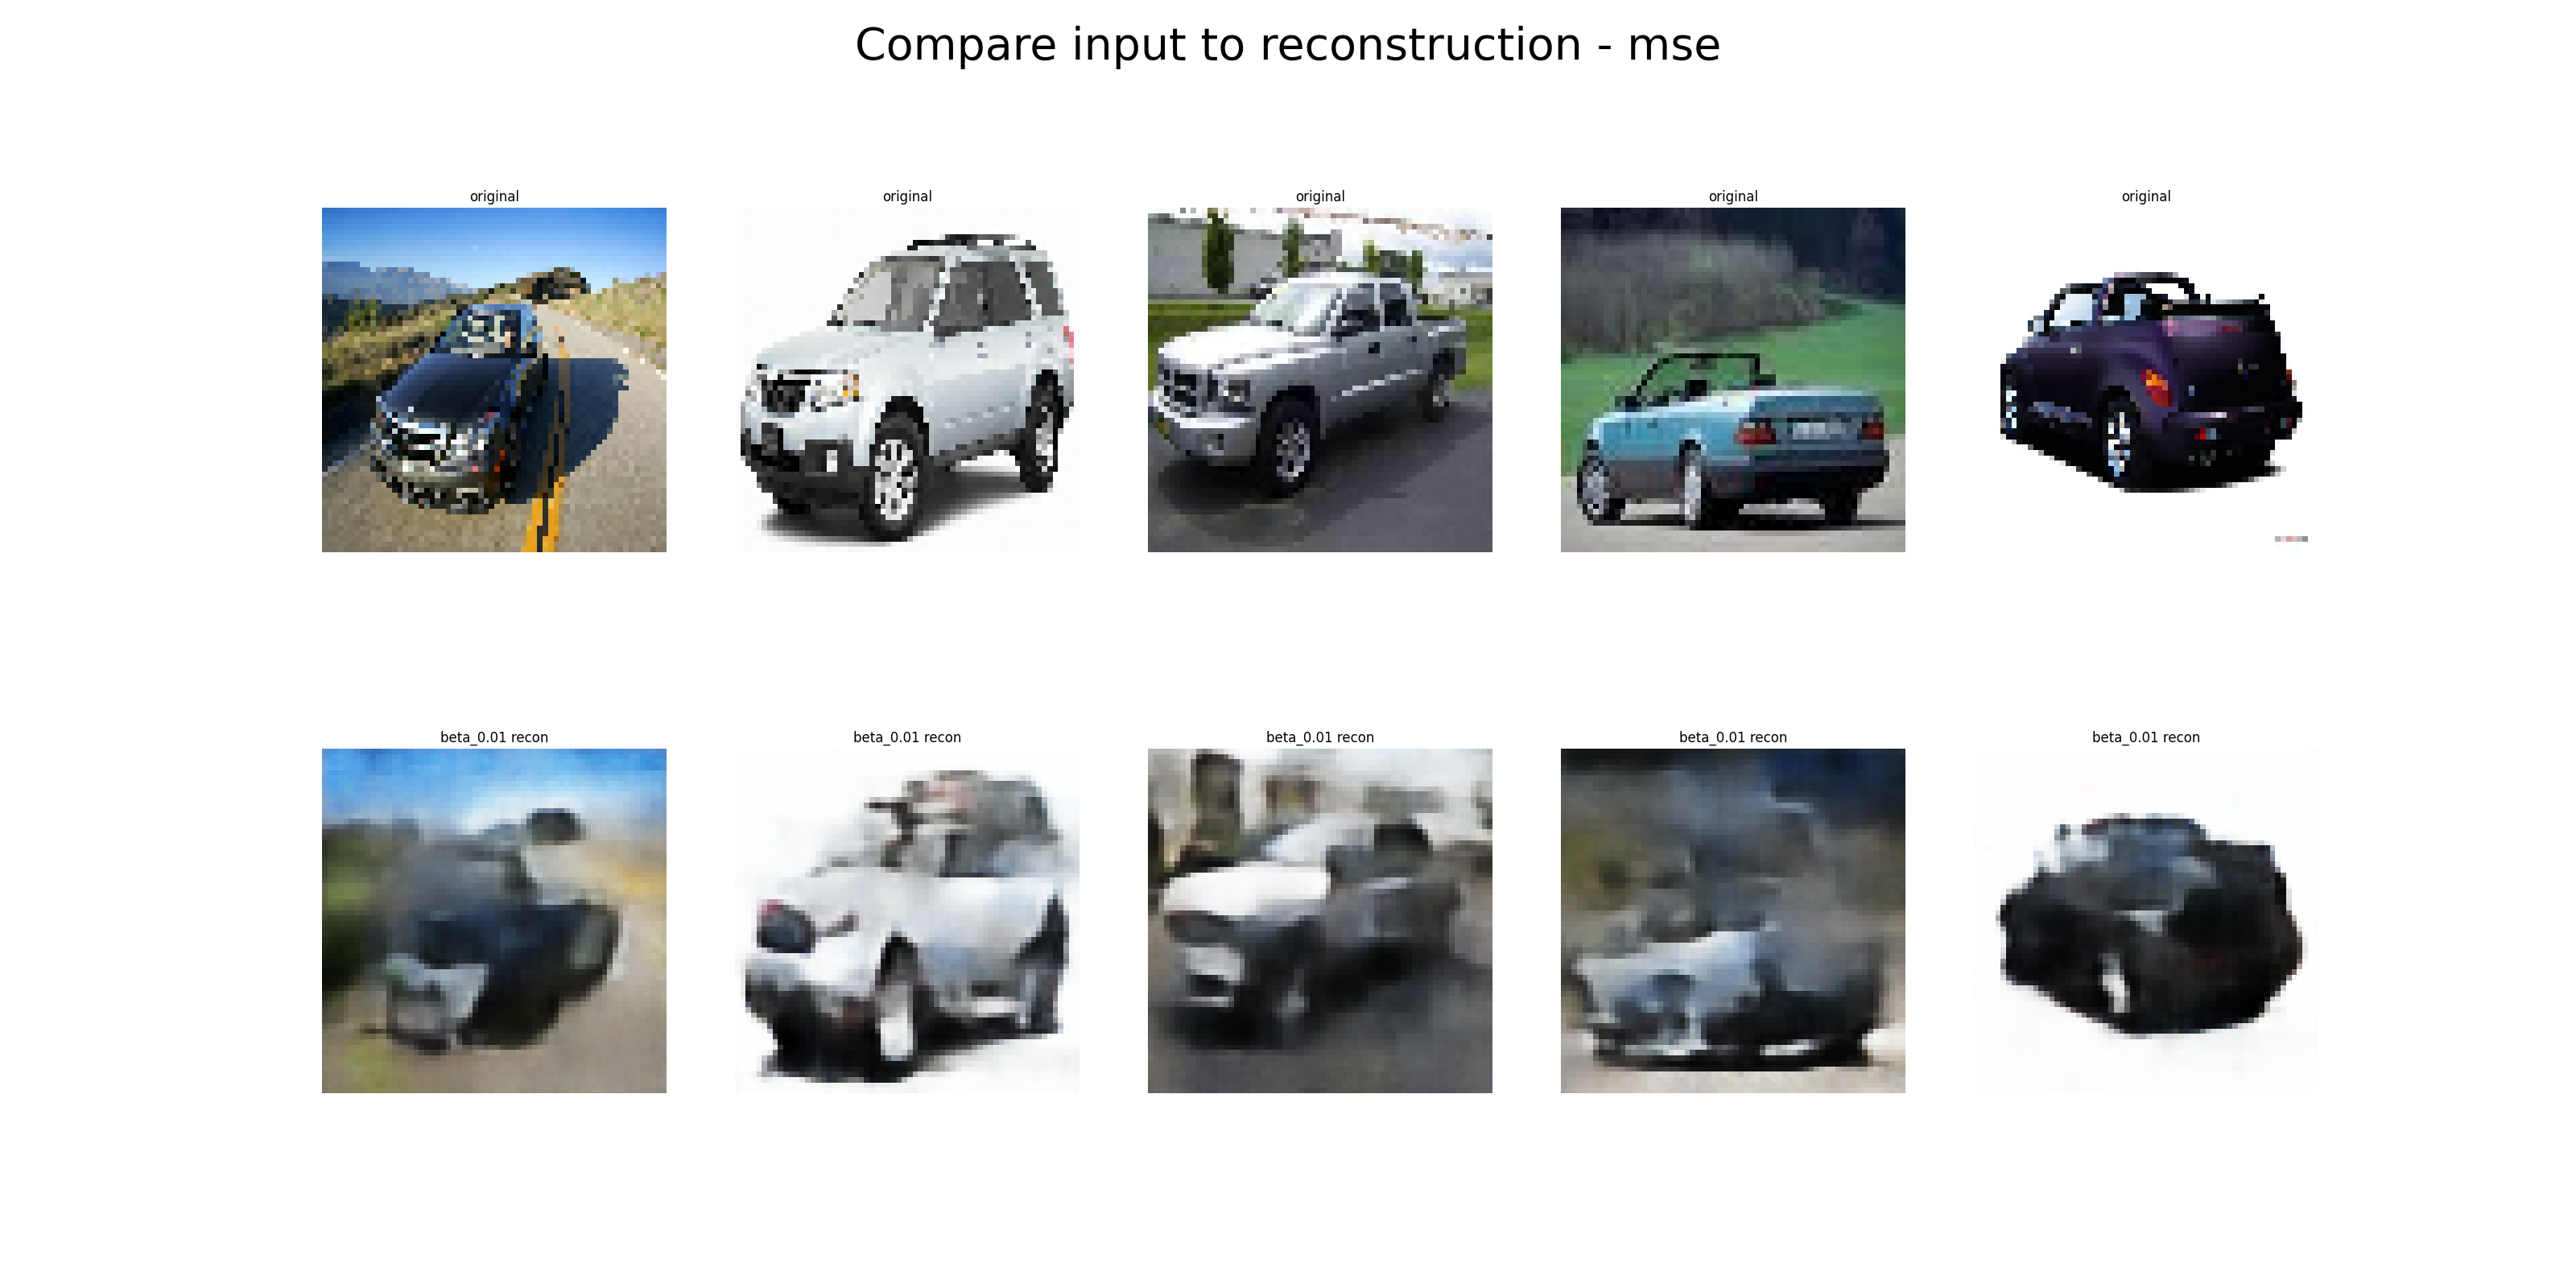 Compare input to reconstruction - mse
original
original
original
original
original
beta_0.01 recon
beta_0.01 recon
beta_0.01 recon
beta_0.01 recon
beta_0.01 recon